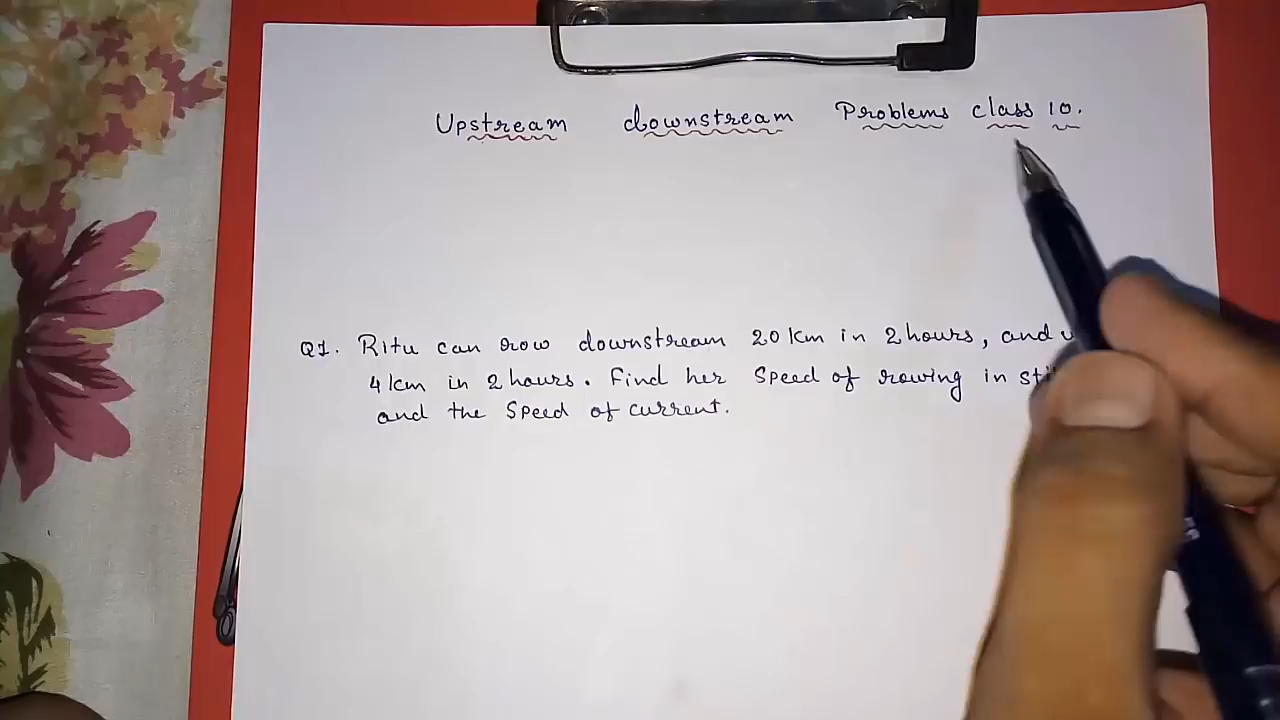 Upstream downstream Problems class 10.
Q1. Ritu can row downstream 20 km in 2 hours, and
4 km in 2 hours. Find her Speed of rowing in
and the Speed of current.